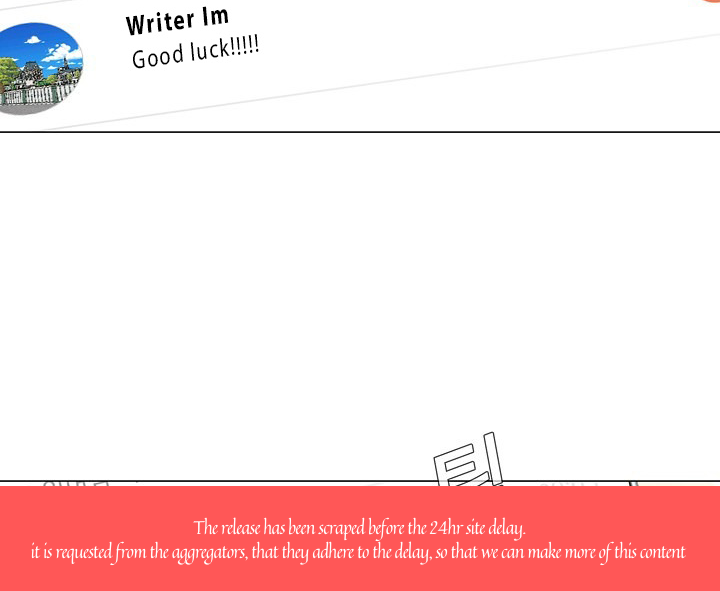 Writer Im
Good luck!!!!!
The release has been scraped before the 24hr site delay.
it is requested from the aggregators, that they adhere to the delay, so that we can make more of this content